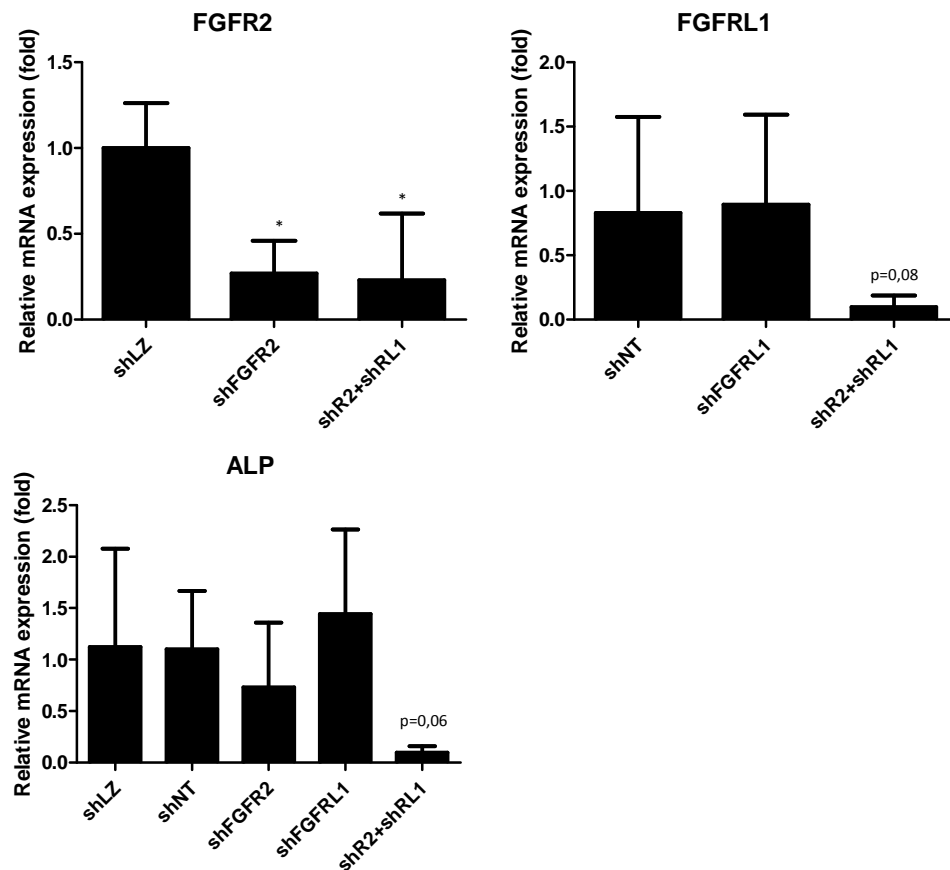 FGFR2
Relative mRNA expression (fold)
1.5
1.0
0.5
0.0
*
*
shLZ
shFGFR2
shR2+shRL1
FGFRL1
Relative mRNA expression (fold)
2.0
1.5
1.0
0.5
0.0
p=0,08
shNT
shFGFRL1
shR2+shRL1
ALP
Relative mRNA expression (fold)
2.5
2.0
1.5
1.0
0.5
0.0
p=0,06
shLZ
shNT
shFGFR2
shFGFRL1
shR2+shRL1